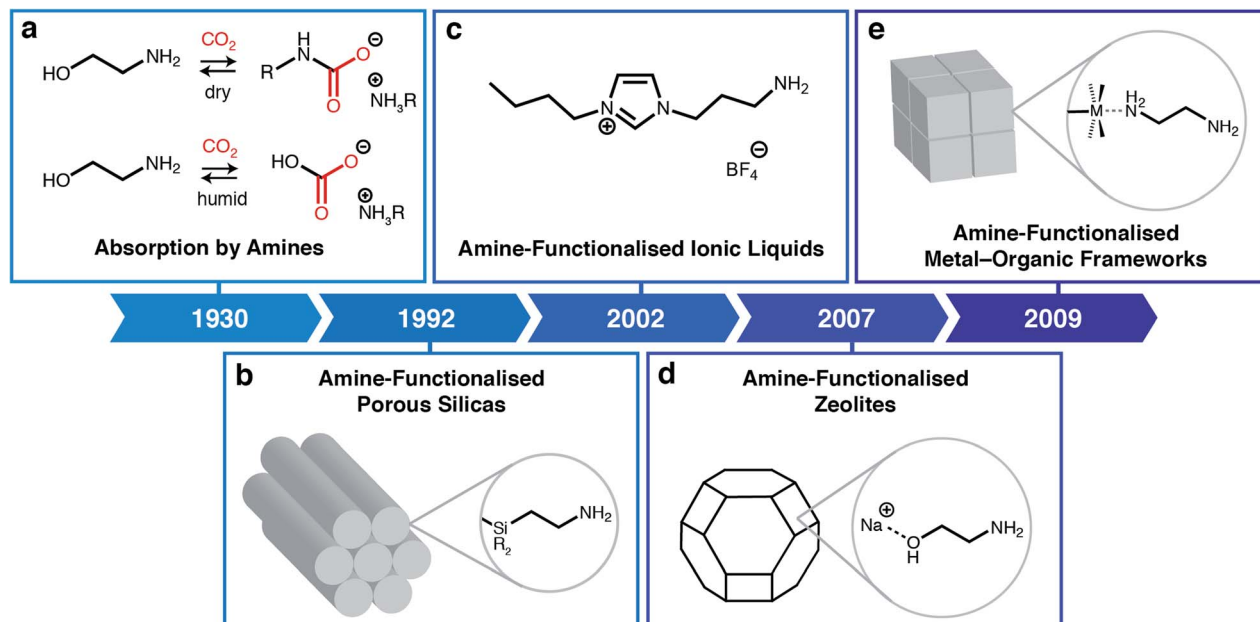 a
HO NH₂ CO₂ dry H N R O ⊖ O ⊕ NH₃R
HO NH₂ CO₂ humid HO O ⊖ O ⊕ NH₃R
Absorption by Amines
c
N ⊕ N NH₂
BF₄ ⊖
Amine-Functionalised Ionic Liquids
e
M H₂ N NH₂
Amine-Functionalised
Metal–Organic Frameworks
1930 1992 2002 2007 2009
b
Amine-Functionalised
Porous Silicas
Si NH₂
R₂
d
Amine-Functionalised
Zeolites
Na ⊕ O H NH₂